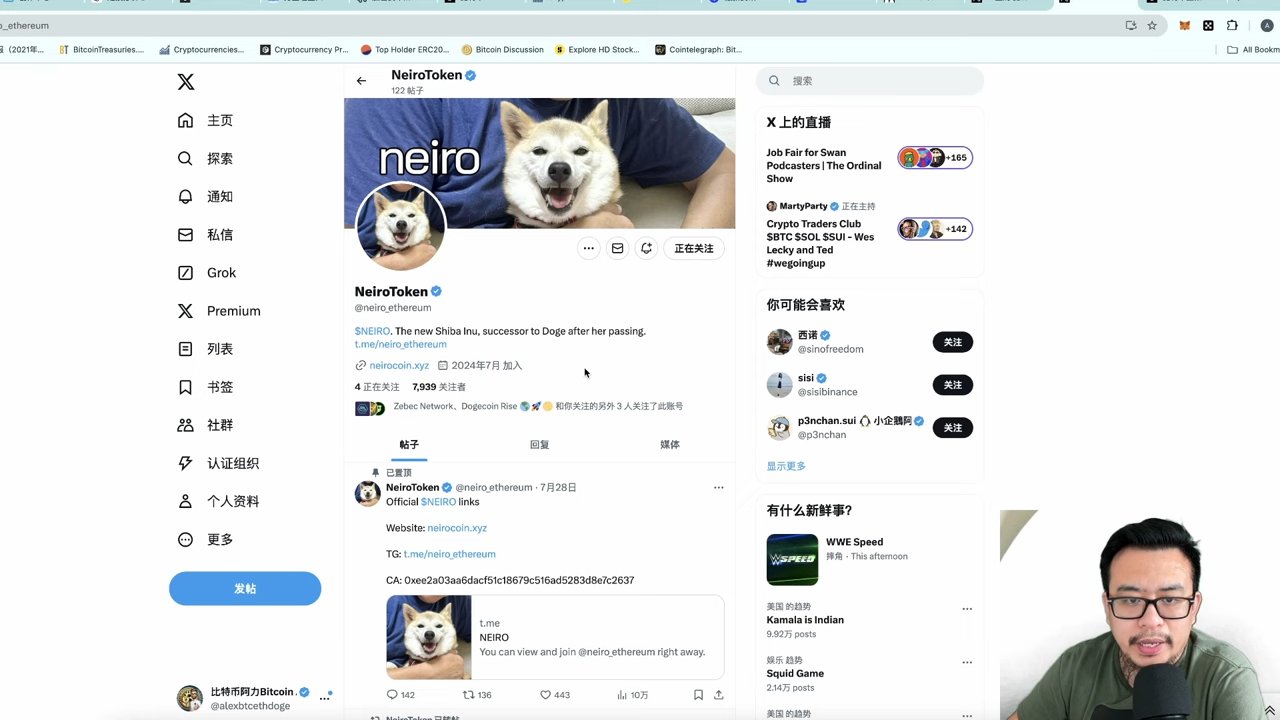 o_ethereum
报（2021年...
BitcoinTreasuries....
Cryptocurrencies...
Cryptocurrency Pr...
Top Holder ERC20...
Bitcoin Discussion
Explore HD Stock...
Cointelegraph: Bit...
All Bookm
主页
探索
通知
私信
Grok
Premium
列表
书签
社群
认证组织
个人资料
更多
发帖
比特币阿力Bitcoin .
@alexbtcethdoge
NeiroToken
122 帖子
neiro
正在关注
NeiroToken
@neiro_ethereum
$NEIRO. The new Shiba Inu, successor to Doge after her passing.
t.me/neiro_ethereum
neirocoin.xyz 2024年7月 加入
4 正在关注 7,939 关注者
Zebec Network、Dogecoin Rise 🌎🚀🌕 和你关注的另外 3 人关注了此账号
帖子 回复 媒体
已置顶
NeiroToken @neiro_ethereum · 7月28日
Official $NEIRO links
Website: neirocoin.xyz
TG: t.me/neiro_ethereum
CA: 0xee2a03aa6dacf51c18679c516ad5283d8e7c2637
t.me
NEIRO
You can view and join @neiro_ethereum right away.
142 136 443 10万
NeiroToken 已转帖
搜索
X 上的直播
Job Fair for Swan
Podcasters | The Ordinal
Show
+165
MartyParty 正在主持
Crypto Traders Club
$BTC $SOL $SUI - Wes
Lecky and Ted
#wegoingup
+142
你可能会喜欢
西诺
@sinofreedom
关注
sisi
@sisibinance
关注
p3nchan.sui 🐧 小企鵝阿
@p3nchan
关注
显示更多
有什么新鲜事?
WWE Speed
摔角 · This afternoon
美国 的趋势
Kamala is Indian
9.92万 posts
娱乐 的趋势
Squid Game
2.14万 posts
美国 的趋势